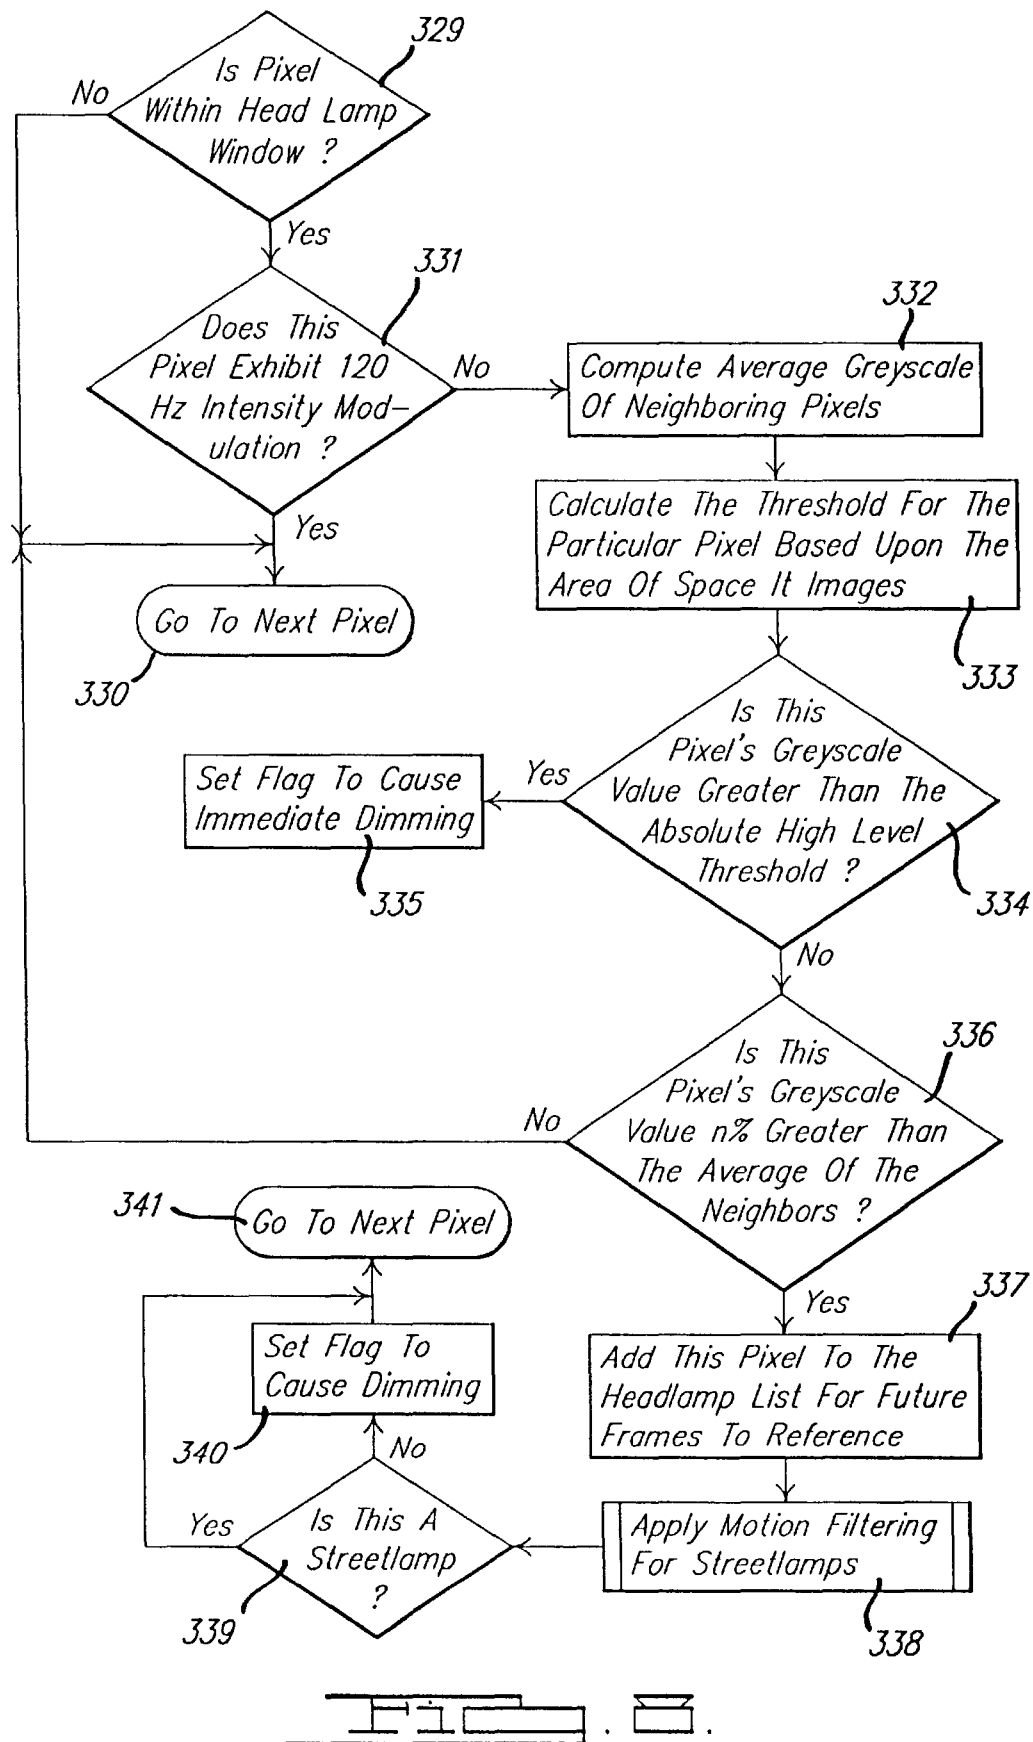 329
Is Pixel
Within Head Lamp
Window ?
No
Yes
331
Does This
Pixel Exhibit 120
Hz Intensity Mod-
ulation ?
No
Yes
332
Compute Average Greyscale
Of Neighboring Pixels
Calculate The Threshold For The
Particular Pixel Based Upon The
Area Of Space It Images
333
Go To Next Pixel
330
Is This
Pixel's Greyscale
Value Greater Than The
Absolute High Level
Threshold ?
334
Yes
Set Flag To Cause
Immediate Dimming
335
No
336
Is This
Pixel's Greyscale
Value n% Greater Than
The Average Of The
Neighbors ?
No
Yes
337
Add This Pixel To The
Headlamp List For Future
Frames To Reference
Apply Motion Filtering
For Streetlamps
338
Is This A
Streetlamp
?
339
Yes
No
Set Flag To
Cause Dimming
340
341
Go To Next Pixel